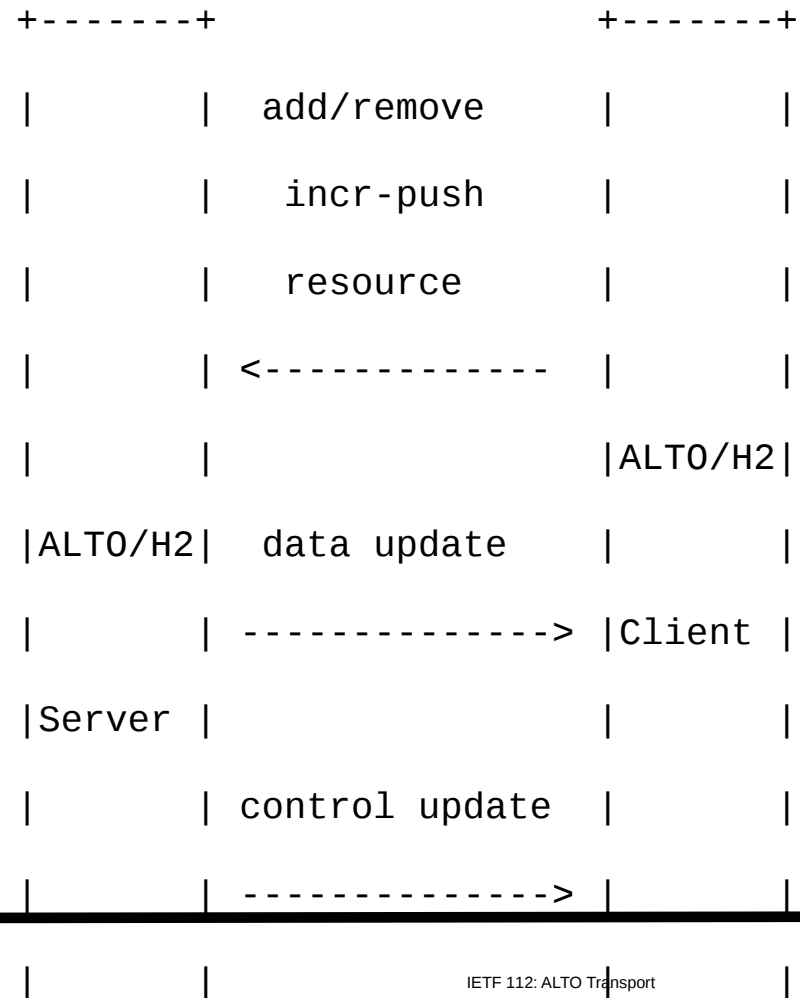 +-------+                 +-------+
|       |  add/remove     |       |
|       |   incr-push     |       |
|       |   resource      |       |
|       | <-------------  |       |
|       |                 |ALTO/H2|
|ALTO/H2|  data update    |       |
|       | --------------> |Client |
|Server |                 |       |
|       | control update  |       |
|       | --------------> |       |
|       |                 |       |
IETF 112: ALTO Transport